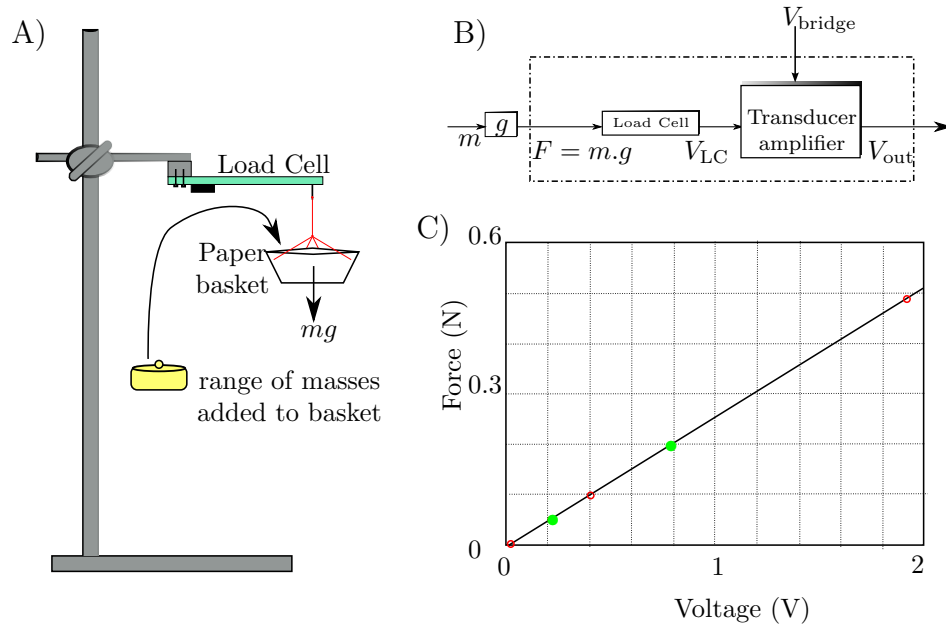 A)
Load Cell
Paper
basket
mg
range of masses
added to basket
B)
V_bridge
m
g
F = m.g
Load Cell
V_LC
Transducer
amplifier
V_out
C)
0.6
0.3
0
Force (N)
0
1
2
Voltage (V)